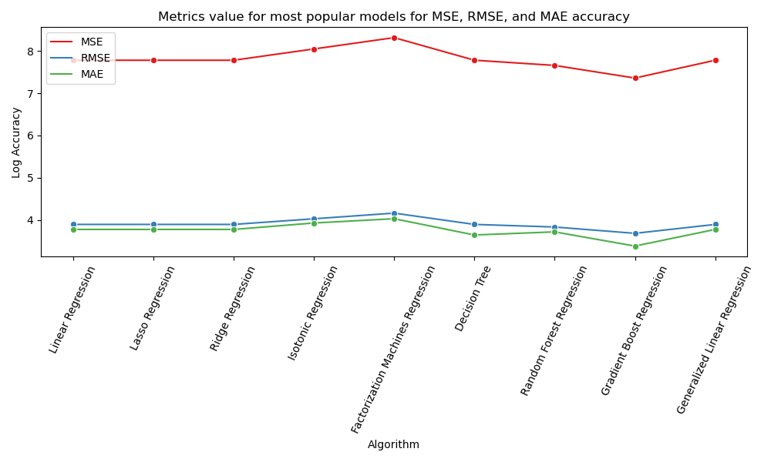 Metrics value for most popular models for MSE, RMSE, and MAE accuracy
MSE
RMSE
MAE
Log Accuracy
8
7
6
5
4
Linear Regression
Lasso Regression
Ridge Regression
Isotonic Regression
Factorization Machines Regression
Decision Tree
Random Forest Regression
Gradient Boost Regression
Generalized Linear Regression
Algorithm